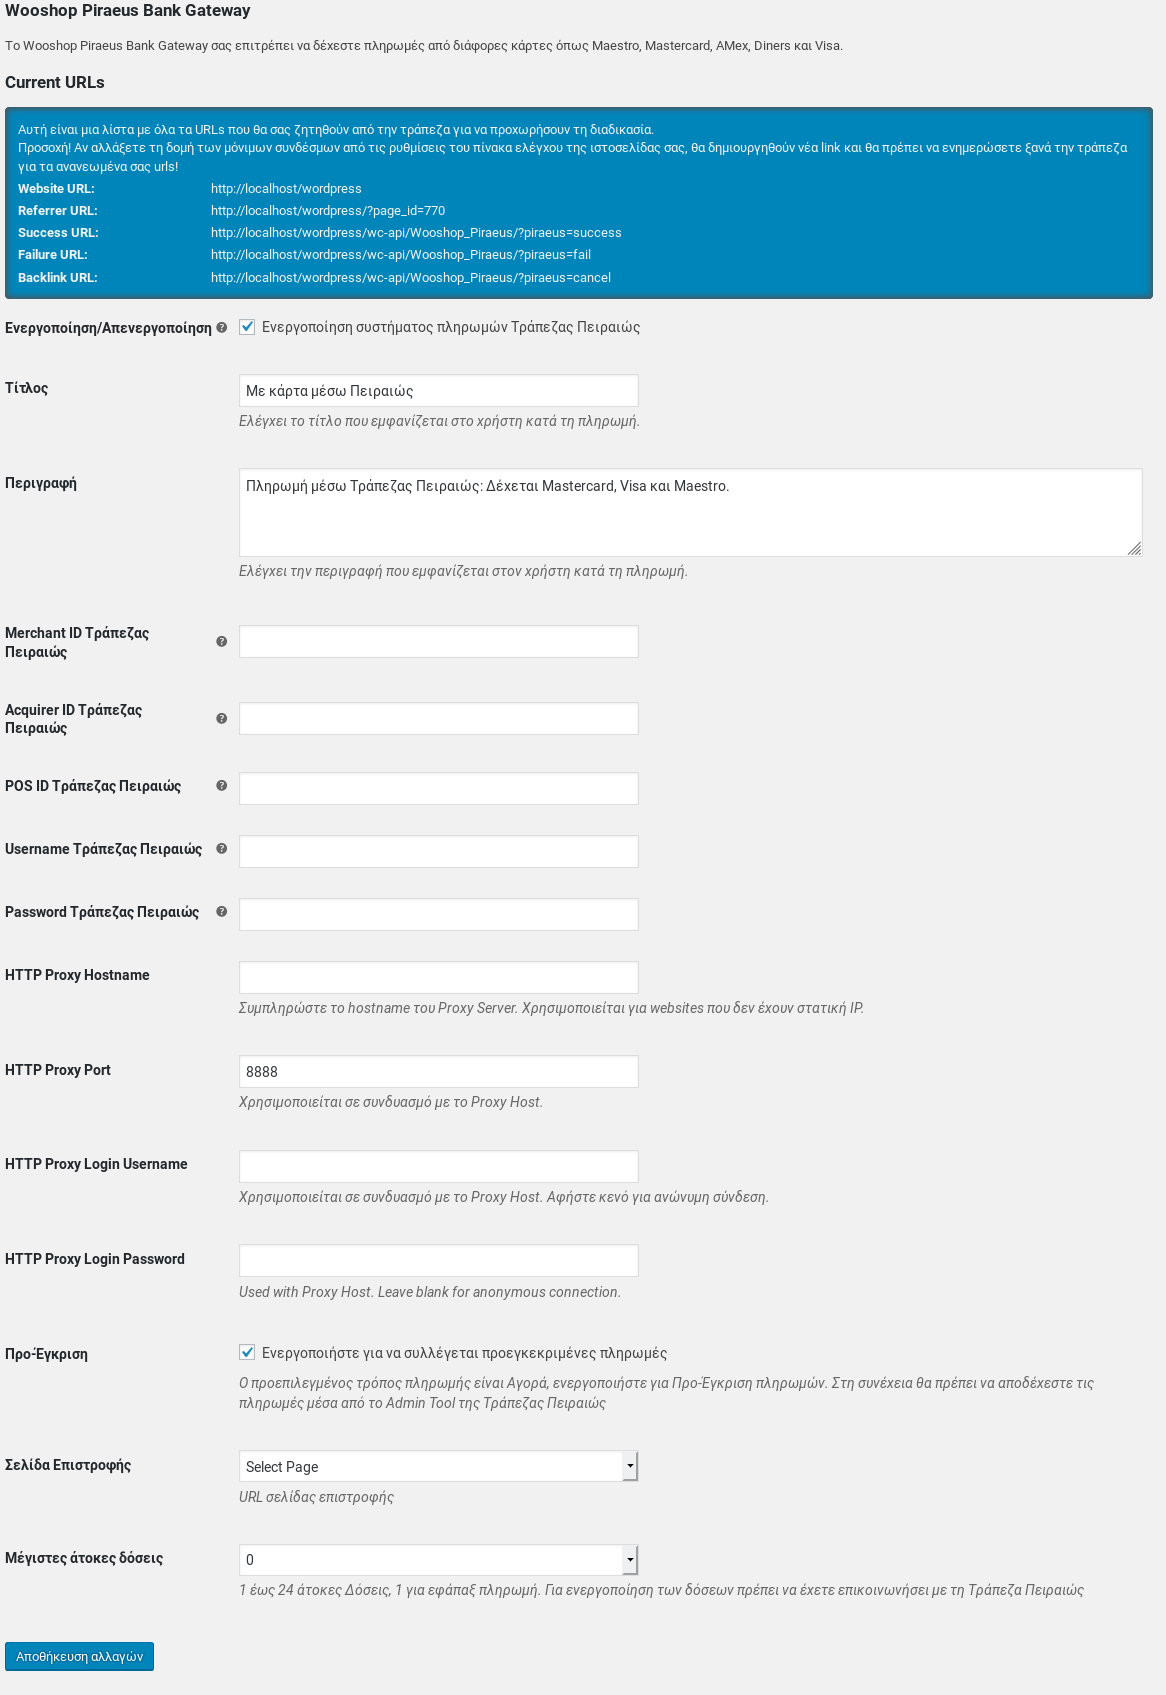 Wooshop Piraeus Bank Gateway
Το Wooshop Piraeus Bank Gateway σας επιτρέπει να δέχεστε πληρωμές από διάφορες κάρτες όπως Maestro, Mastercard, AMex, Diners και Visa.
Current URLs
Αυτή είναι μια λίστα με όλα τα URLs που θα σας ζητηθούν από την τράπεζα για να προχωρήσουν τη διαδικασία.
Προσοχή! Αν αλλάξετε τη δομή των μόνιμων συνδέσμων από τις ρυθμίσεις του πίνακα ελέγχου της ιστοσελίδας σας, θα δημιουργηθούν νέα link και θα πρέπει να ενημερώσετε ξανά την τράπεζα
για τα ανανεωμένα σας urls!
Website URL: http://localhost/wordpress
Referrer URL: http://localhost/wordpress/?page_id=770
Success URL: http://localhost/wordpress/wc-api/Wooshop_Piraeus/?piraeus=success
Failure URL: http://localhost/wordpress/wc-api/Wooshop_Piraeus/?piraeus=fail
Backlink URL: http://localhost/wordpress/wc-api/Wooshop_Piraeus/?piraeus=cancel
Ενεργοποίηση/Απενεργοποίηση ? Ενεργοποίηση συστήματος πληρωμών Τράπεζας Πειραιώς
Τίτλος Με κάρτα μέσω Πειραιώς
Ελέγχει το τίτλο που εμφανίζεται στο χρήστη κατά τη πληρωμή.
Περιγραφή Πληρωμή μέσω Τράπεζας Πειραιώς: Δέχεται Mastercard, Visa και Maestro.
Ελέγχει την περιγραφή που εμφανίζεται στον χρήστη κατά τη πληρωμή.
Merchant ID Τράπεζας
Πειραιώς ?
Acquirer ID Τράπεζας
Πειραιώς ?
POS ID Τράπεζας Πειραιώς ?
Username Τράπεζας Πειραιώς ?
Password Τράπεζας Πειραιώς ?
HTTP Proxy Hostname
Συμπληρώστε το hostname του Proxy Server. Χρησιμοποιείται για websites που δεν έχουν στατική IP.
HTTP Proxy Port 8888
Χρησιμοποιείται σε συνδυασμό με το Proxy Host.
HTTP Proxy Login Username
Χρησιμοποιείται σε συνδυασμό με το Proxy Host. Αφήστε κενό για ανώνυμη σύνδεση.
HTTP Proxy Login Password
Used with Proxy Host. Leave blank for anonymous connection.
Προ-Έγκριση Ενεργοποιήστε για να συλλέγεται προεγκεκριμένες πληρωμές
Ο προεπιλεγμένος τρόπος πληρωμής είναι Αγορά, ενεργοποιήστε για Προ-Έγκριση πληρωμών. Στη συνέχεια θα πρέπει να αποδέχεστε τις
πληρωμές μέσα από το Admin Tool της Τράπεζας Πειραιώς
Σελίδα Επιστροφής Select Page
URL σελίδας επιστροφής
Μέγιστες άτοκες δόσεις 0
1 έως 24 άτοκες Δόσεις, 1 για εφάπαξ πληρωμή. Για ενεργοποίηση των δόσεων πρέπει να έχετε επικοινωνήσει με τη Τράπεζα Πειραιώς
Αποθήκευση αλλαγών